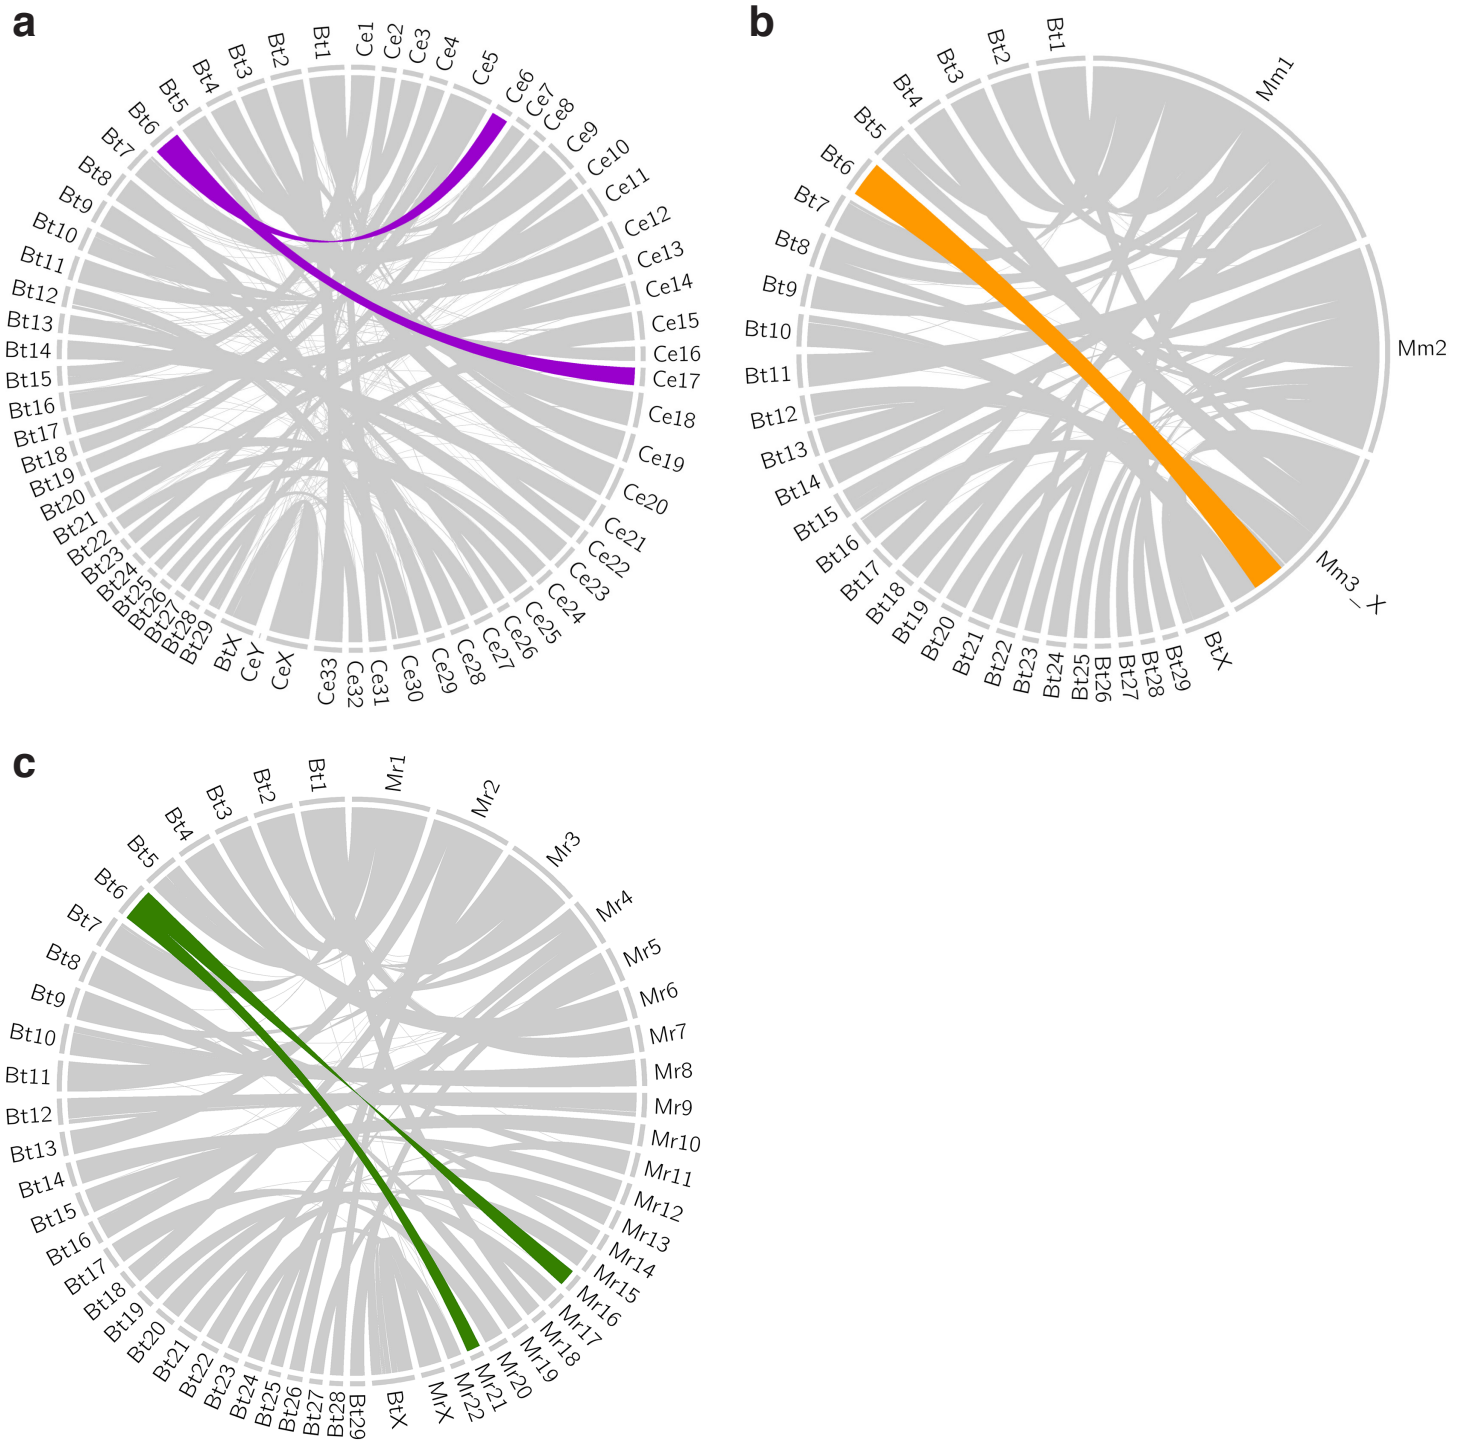 a
Bt1
Bt2
Bt3
Bt4
Bt5
Bt6
Bt7
Bt8
Bt9
Bt10
Bt11
Bt12
Bt13
Bt14
Bt15
Bt16
Bt17
Bt18
Bt19
Bt20
Bt21
Bt22
Bt23
Bt24
Bt25
Bt26
Bt27
Bt28
Bt29
BtX
CeY
CeX
Ce33
Ce32
Ce31
Ce30
Ce29
Ce28
Ce27
Ce26
Ce25
Ce24
Ce23
Ce22
Ce21
Ce20
Ce19
Ce18
Ce17
Ce16
Ce15
Ce14
Ce13
Ce12
Ce11
Ce10
Ce9
Ce8
Ce7
Ce6
Ce5
Ce4
Ce3
Ce2
Ce1
b
Bt1
Bt2
Bt3
Bt4
Bt5
Bt6
Bt7
Bt8
Bt9
Bt10
Bt11
Bt12
Bt13
Bt14
Bt15
Bt16
Bt17
Bt18
Bt19
Bt20
Bt21
Bt22
Bt23
Bt24
Bt25
Bt26
Bt27
Bt28
Bt29
BtX
Mm3_X
Mm2
Mm1
c
Bt1
Bt2
Bt3
Bt4
Bt5
Bt6
Bt7
Bt8
Bt9
Bt10
Bt11
Bt12
Bt13
Bt14
Bt15
Bt16
Bt17
Bt18
Bt19
Bt20
Bt21
Bt22
Bt23
Bt24
Bt25
Bt26
Bt27
Bt28
Bt29
BtX
MrX
Mr22
Mr21
Mr20
Mr19
Mr18
Mr17
Mr16
Mr15
Mr14
Mr13
Mr12
Mr11
Mr10
Mr9
Mr8
Mr7
Mr6
Mr5
Mr4
Mr3
Mr2
Mr1